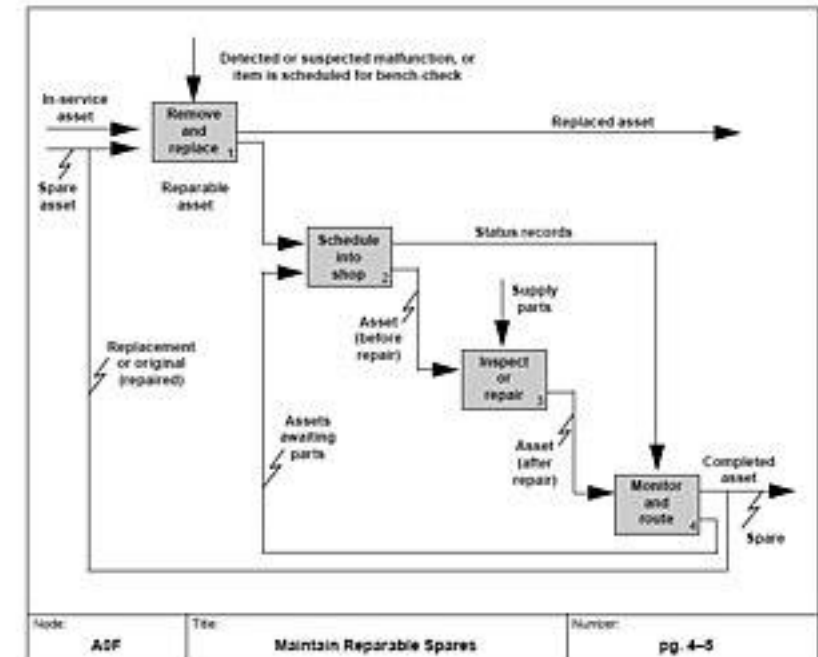 Detected or suspected malfunction, or
item is scheduled for bench-check
In-service
asset
Remove
and
replace
1
Replaced asset
Spare
asset
Reparable
asset
Schedule
into
shop
2
Status records
Supply
parts
Asset
(before
repair)
Replacement
or original
(repaired)
Inspect
or
repair
3
Assets
awaiting
parts
Asset
(after
repair)
Completed
asset
Monitor
and
route
4
Spare
Node:
A0F
Title:
Maintain Reparable Spares
Number:
pg. 4–5